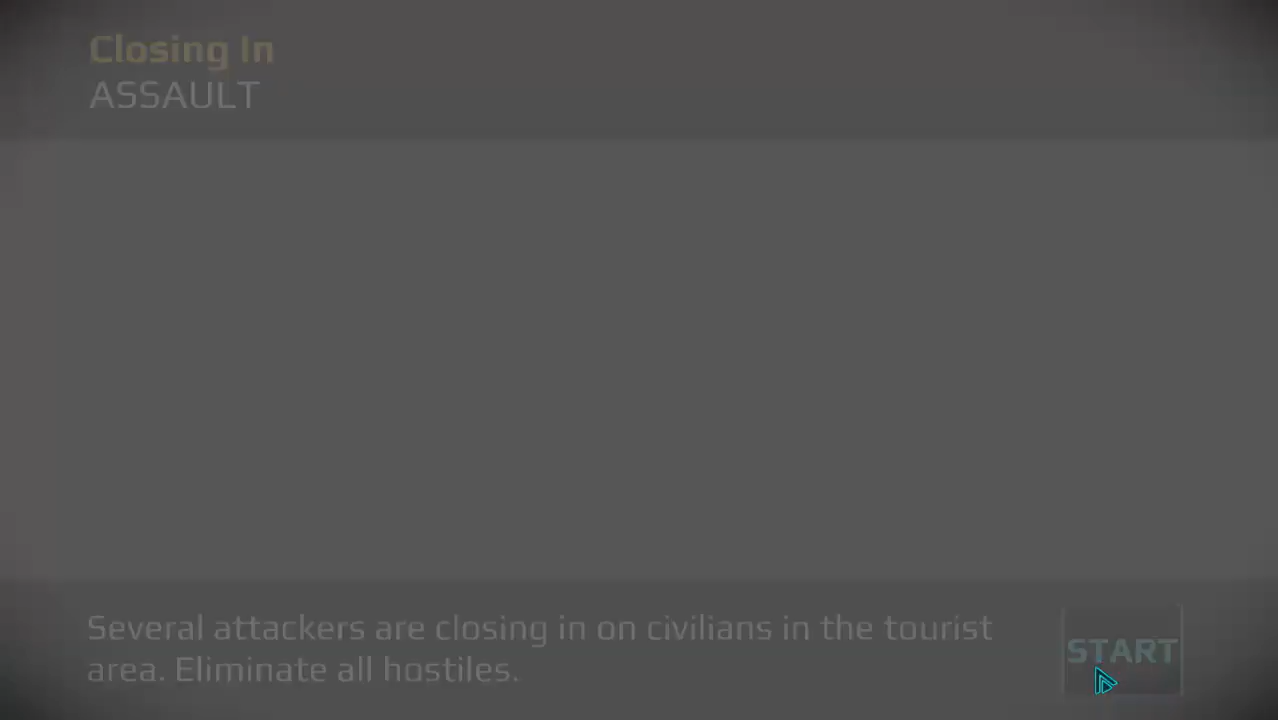 Closing In
ASSAULT
Several attackers are closing in on civilians in the tourist
area. Eliminate all hostiles.
START